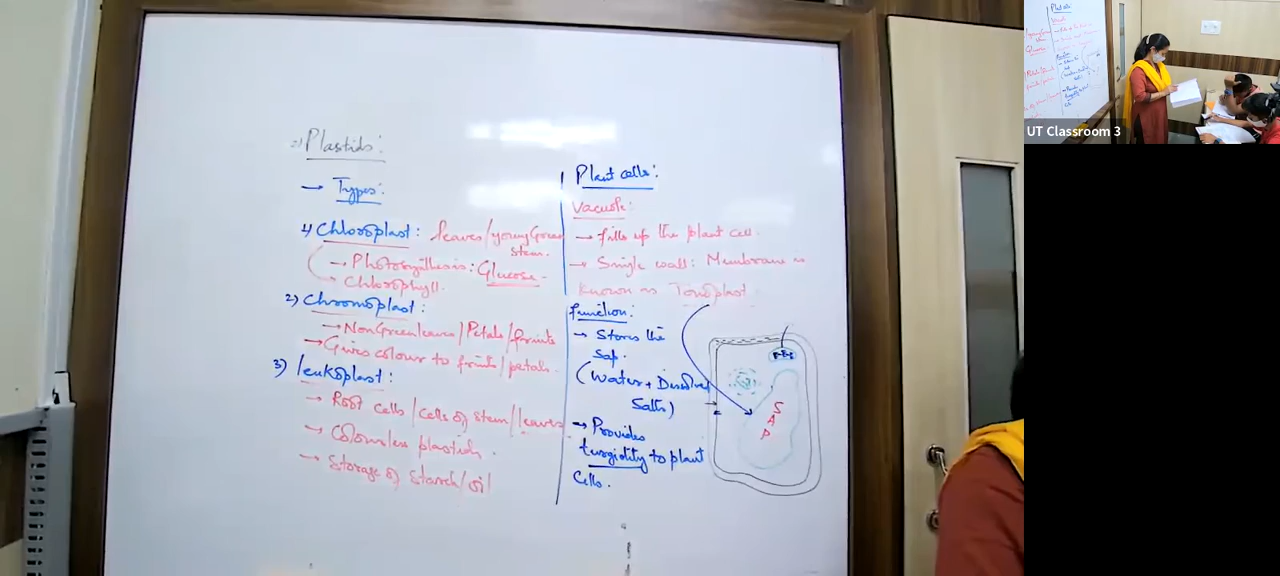 Plastids:
→ Types:
1) Chloroplast: leaves/young Green
stem.
→ Photosynthesis: Glucose.
→ Chlorophyll.
2) Chromoplast:
→ Non Green leaves/Petals/fruits
→ Gives colour to fruits/petals.
3) leukoplast:
→ Root cells/cells of stem/leaves
→ Colourless plastids.
→ Storage of Starch/oil
Plant cells:
Vacuole:
→ fills up the plant cell.
→ Single wall: Membrane is
known as Tonoplast.
function:
→ Stores the
Sap.
(Water + Dissolved
Salts)
→ Provides
turgidity to plant
Cells.
SAP
UT Classroom 3